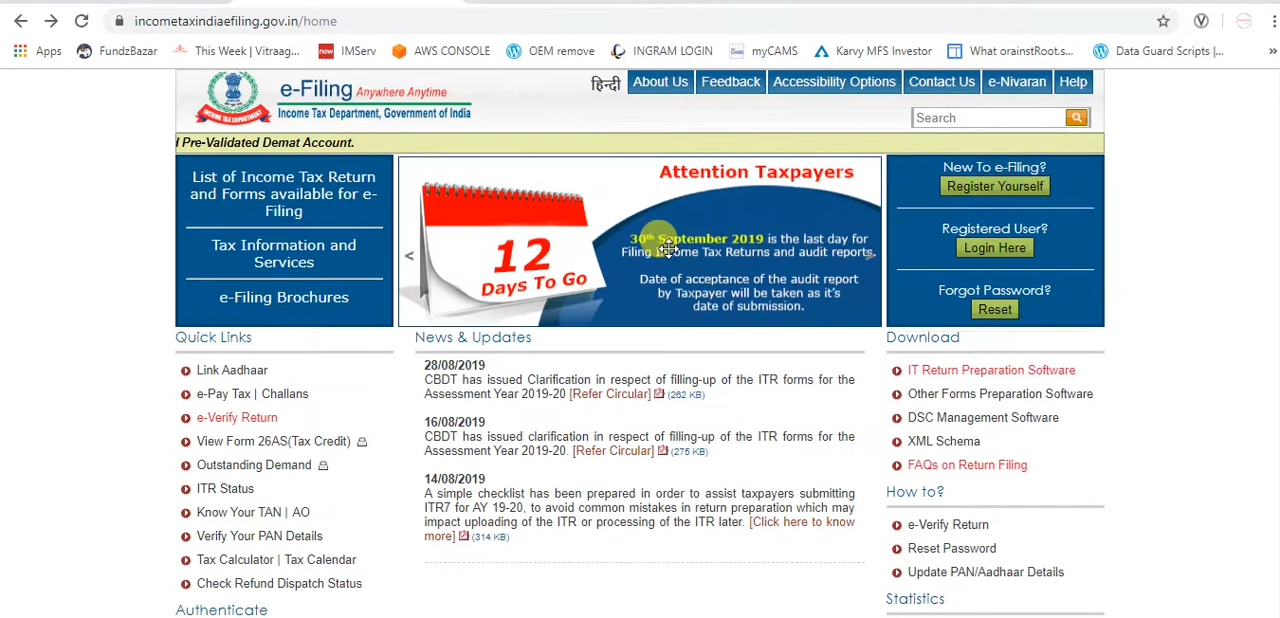 incometaxindiaefiling.gov.in/home
Apps FundzBazar This Week | Vitraag... now IMServ AWS CONSOLE OEM remove INGRAM LOGIN myCAMS Karvy MFS Investor What orainstRoot.s... Data Guard Scripts |... »
e-Filing Anywhere Anytime
Income Tax Department, Government of India
हिन्दी About Us Feedback Accessibility Options Contact Us e-Nivaran Help
Search
Pre-Validated Demat Account.
List of Income Tax Return
and Forms available for e-
Filing
Tax Information and
Services
e-Filing Brochures
<
12
Days To Go
Attention Taxpayers
30th September 2019 is the last day for
Filing Income Tax Returns and audit reports.
Date of acceptance of the audit report
by Taxpayer will be taken as it's
date of submission.
>
New To e-Filing?
Register Yourself
Registered User?
Login Here
Forgot Password?
Reset
Quick Links
Link Aadhaar
e-Pay Tax | Challans
e-Verify Return
View Form 26AS(Tax Credit)
Outstanding Demand
ITR Status
Know Your TAN | AO
Verify Your PAN Details
Tax Calculator | Tax Calendar
Check Refund Dispatch Status
Authenticate
News & Updates
28/08/2019
CBDT has issued Clarification in respect of filling-up of the ITR forms for the
Assessment Year 2019-20 [Refer Circular] (262 KB)
16/08/2019
CBDT has issued clarification in respect of filling-up of the ITR forms for the
Assessment Year 2019-20. [Refer Circular] (275 KB)
14/08/2019
A simple checklist has been prepared in order to assist taxpayers submitting
ITR7 for AY 19-20, to avoid common mistakes in return preparation which may
impact uploading of the ITR or processing of the ITR later. [Click here to know
more] (314 KB)
Download
IT Return Preparation Software
Other Forms Preparation Software
DSC Management Software
XML Schema
FAQs on Return Filing
How to?
e-Verify Return
Reset Password
Update PAN/Aadhaar Details
Statistics